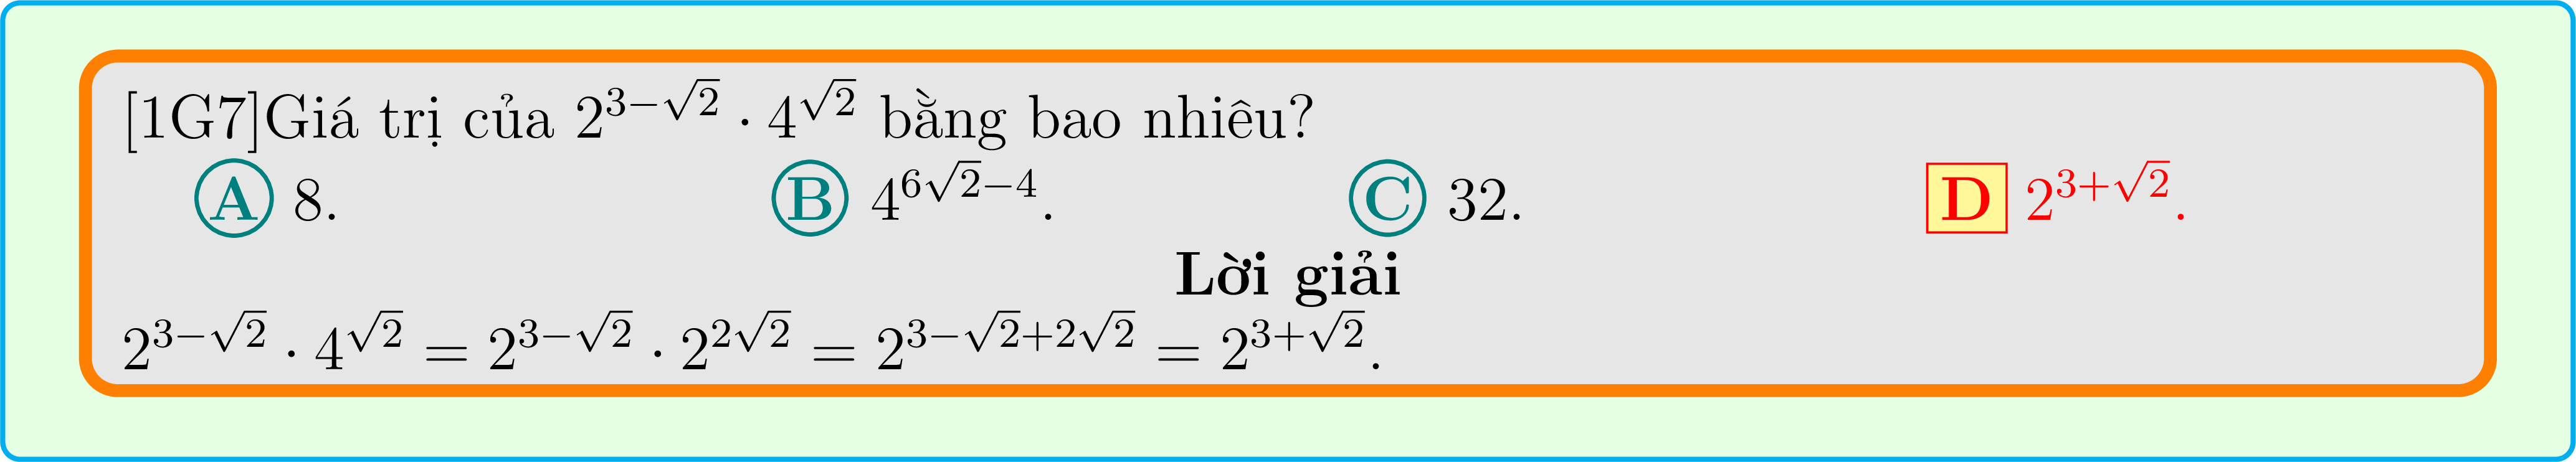 [1G7]Giá trị của $2^{3-\sqrt{2}} \cdot 4^{\sqrt{2}}$ bằng bao nhiêu?
A 8. B $4^{6\sqrt{2}-4}$. C 32. D $2^{3+\sqrt{2}}$.
Lời giải
$2^{3-\sqrt{2}} \cdot 4^{\sqrt{2}} = 2^{3-\sqrt{2}} \cdot 2^{2\sqrt{2}} = 2^{3-\sqrt{2}+2\sqrt{2}} = 2^{3+\sqrt{2}}$.